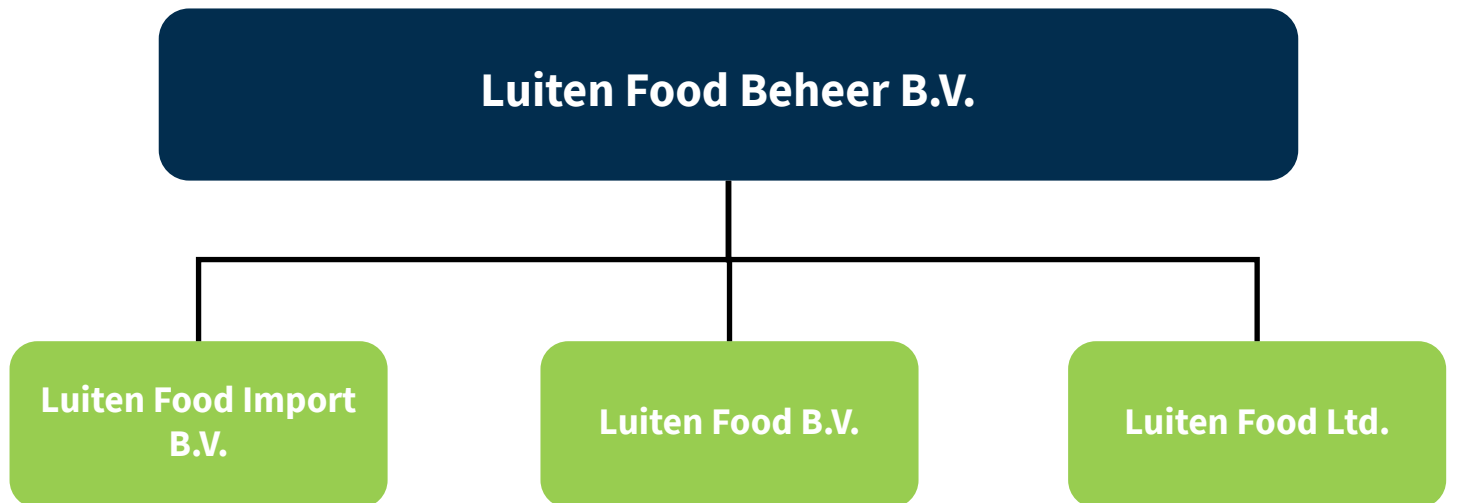 Luiten Food Beheer B.V.
Luiten Food Import
B.V.
Luiten Food B.V.
Luiten Food Ltd.